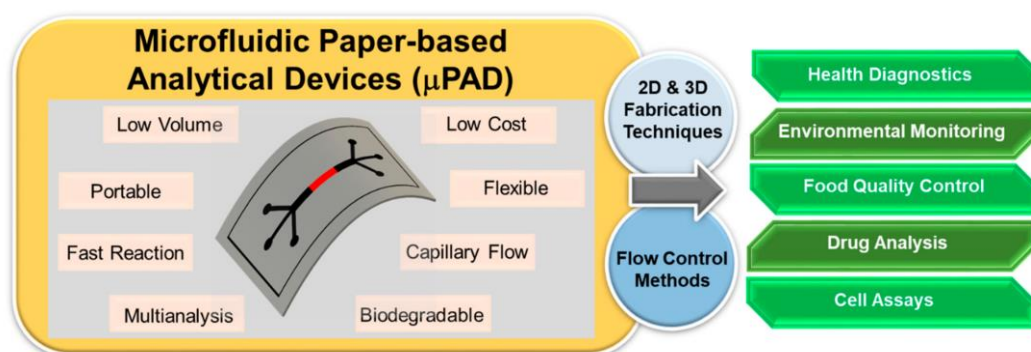 Microfluidic Paper-based
Analytical Devices (μPAD)
Low Volume
Low Cost
Portable
Flexible
Fast Reaction
Capillary Flow
Multianalysis
Biodegradable
2D & 3D
Fabrication
Techniques
Flow Control
Methods
Health Diagnostics
Environmental Monitoring
Food Quality Control
Drug Analysis
Cell Assays